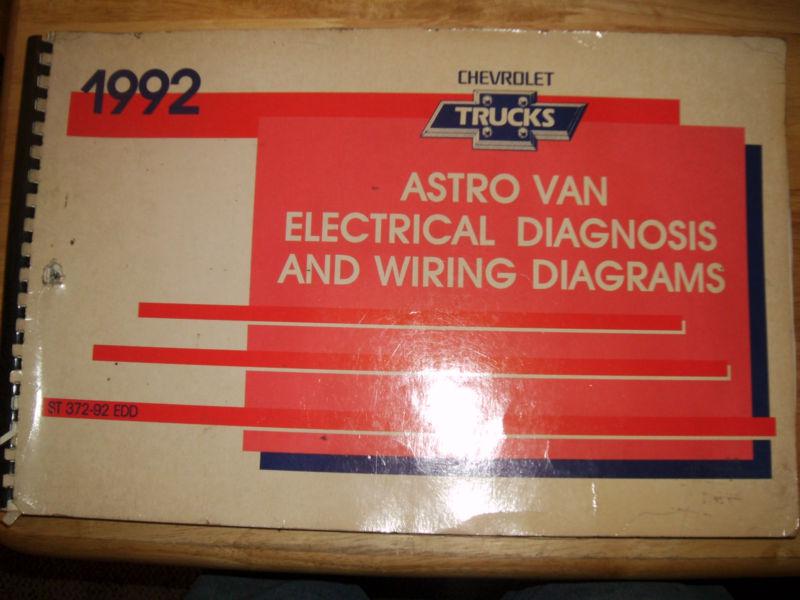 1992
CHEVROLET
TRUCKS
ASTRO VAN
ELECTRICAL DIAGNOSIS
AND WIRING DIAGRAMS
ST 372-92 EDD